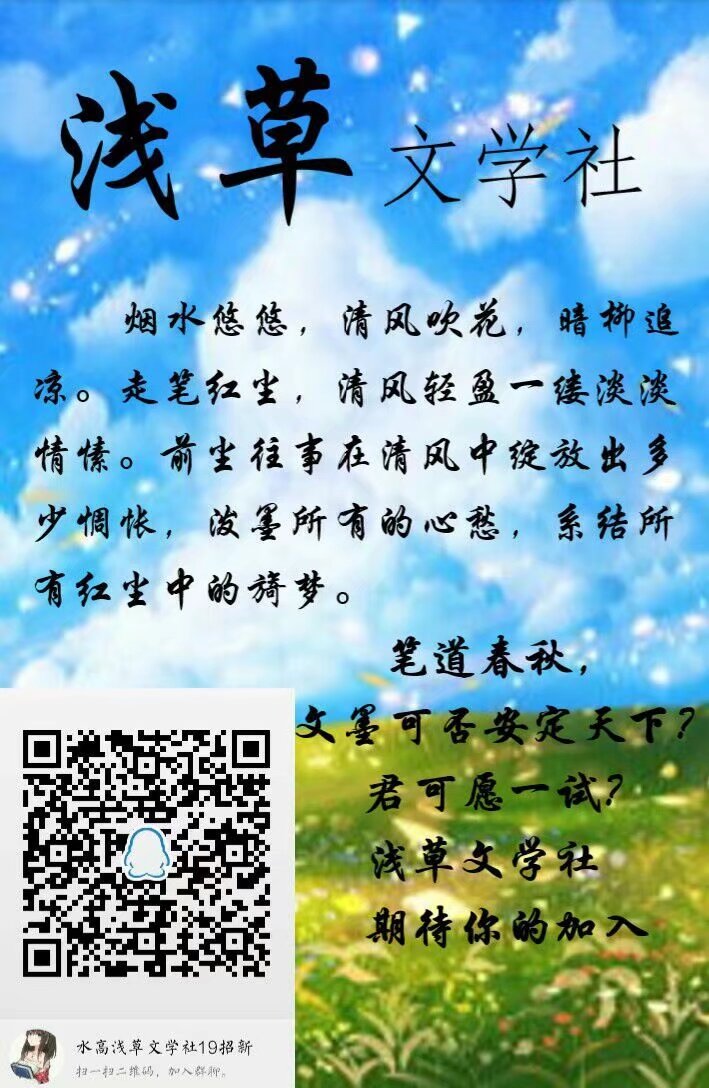 浅草文学社
烟水悠悠，清风吹花，暗柳追
凉。走笔红尘，清风轻盈一缕淡淡
情愫。前尘往事在清风中绽放出多
少惆怅，泼墨所有的心愁，系结所
有红尘中的旖梦。
笔道春秋，
文墨可否安定天下？
君可愿一试？
浅草文学社
期待你的加入
水高浅草文学社19招新
扫一扫二维码，加入群聊。